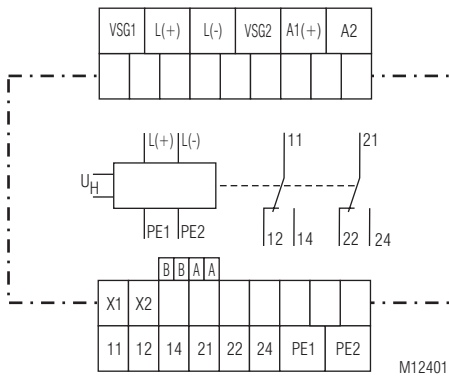 VSG1 L(+) L(-) VSG2 A1(+) A2
L(+) L(-) 11 21
UH
PE1 PE2 12 14 22 24
B B A A
X1 X2
11 12 14 21 22 24 PE1 PE2
M12401